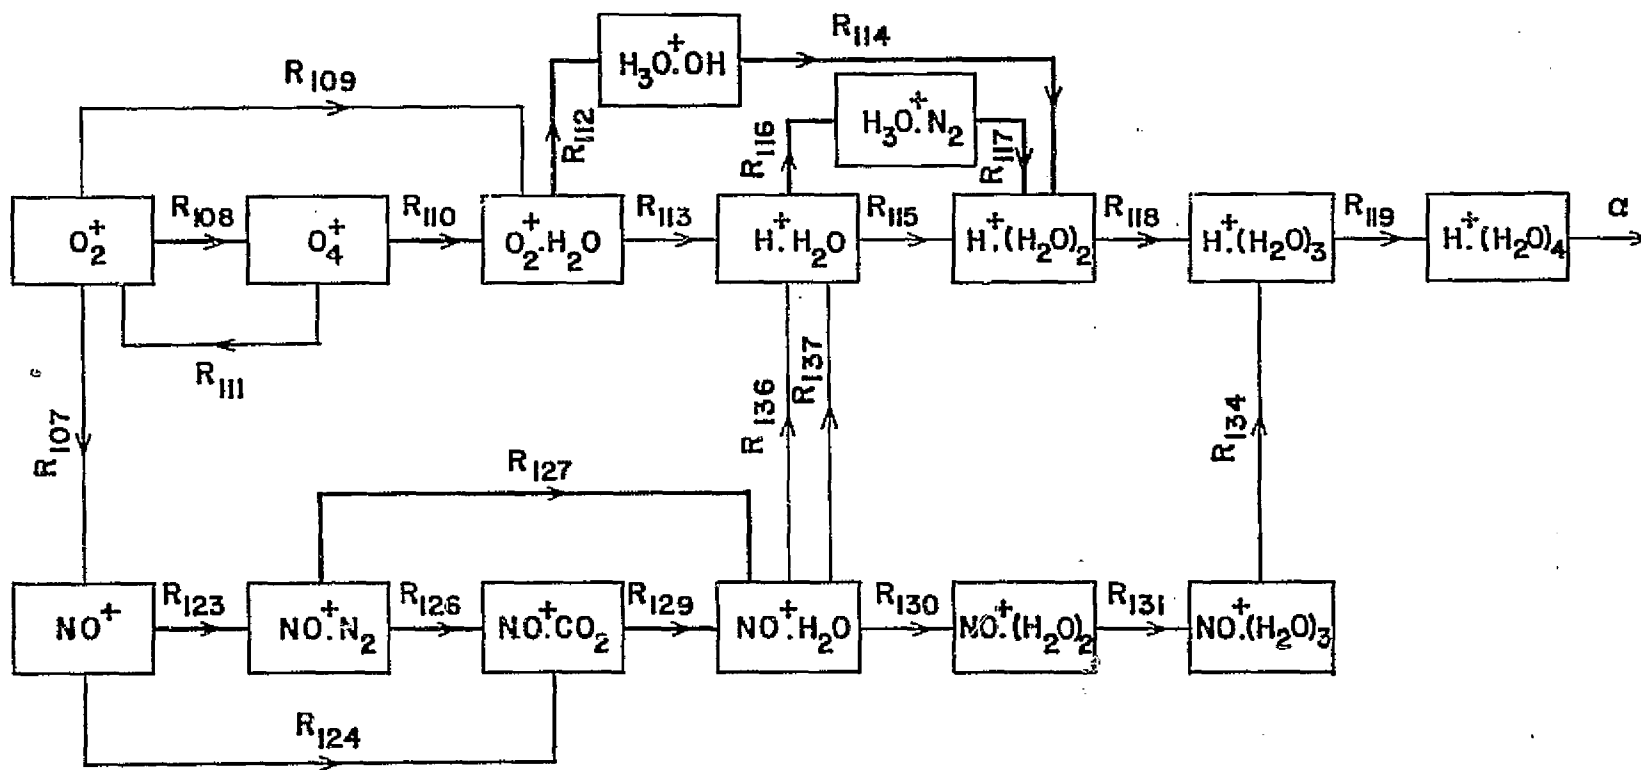 R114
H3O+.OH
R109
R112
R116
H3O+.N2
R117
R108
R110
R113
R115
R118
R119
α
O2+
O4+
O2+.H2O
H+.H2O
H+.(H2O)2
H+.(H2O)3
H+.(H2O)4
R111
R107
R136
R137
R134
R127
R123
R126
R129
R130
R131
NO+
NO+.N2
NO+.CO2
NO+.H2O
NO+.(H2O)2
NO+.(H2O)3
R124